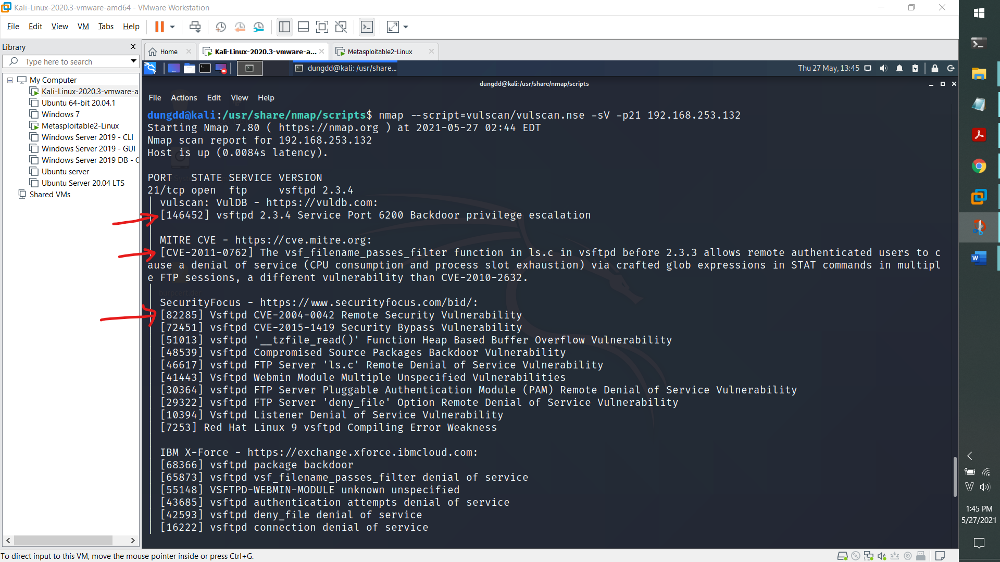 Kali-Linux-2020.3-vmware-amd64 - VMware Workstation
File Edit View VM Tabs Help
Library
Type here to search
My Computer
Kali-Linux-2020.3-vmware-a
Ubuntu 64-bit 20.04.1
Windows 7
Metasploitable2-Linux
Windows Server 2019 - CLI
Windows Server 2019 - GUI
Windows Server 2019 DB - C
Ubuntu server
Ubuntu Server 20.04 LTS
Shared VMs
Home Kali-Linux-2020.3-vmware-a... Metasploitable2-Linux
dungdd@kali: /usr/share... Thu 27 May, 13:45
dungdd@kali:/usr/share/nmap/scripts
File Actions Edit View Help
dungdd@kali:/usr/share/nmap/scripts$ nmap --script=vulscan/vulscan.nse -sV -p21 192.168.253.132
Starting Nmap 7.80 ( https://nmap.org ) at 2021-05-27 02:44 EDT
Nmap scan report for 192.168.253.132
Host is up (0.0084s latency).
PORT STATE SERVICE VERSION
21/tcp open ftp vsftpd 2.3.4
| vulscan: VulDB - https://vuldb.com:
| [146452] vsftpd 2.3.4 Service Port 6200 Backdoor privilege escalation
|
| MITRE CVE - https://cve.mitre.org:
| [CVE-2011-0762] The vsf_filename_passes_filter function in ls.c in vsftpd before 2.3.3 allows remote authenticated users to c
ause a denial of service (CPU consumption and process slot exhaustion) via crafted glob expressions in STAT commands in multipl
e FTP sessions, a different vulnerability than CVE-2010-2632.
|
| SecurityFocus - https://www.securityfocus.com/bid/:
| [82285] Vsftpd CVE-2004-0042 Remote Security Vulnerability
| [72451] vsftpd CVE-2015-1419 Security Bypass Vulnerability
| [51013] vsftpd '__tzfile_read()' Function Heap Based Buffer Overflow Vulnerability
| [48539] vsftpd Compromised Source Packages Backdoor Vulnerability
| [46617] vsftpd FTP Server 'ls.c' Remote Denial of Service Vulnerability
| [41443] Vsftpd Webmin Module Multiple Unspecified Vulnerabilities
| [30364] vsftpd FTP Server Pluggable Authentication Module (PAM) Remote Denial of Service Vulnerability
| [29322] vsftpd FTP Server 'deny_file' Option Remote Denial of Service Vulnerability
| [10394] Vsftpd Listener Denial of Service Vulnerability
| [7253] Red Hat Linux 9 vsftpd Compiling Error Weakness
|
| IBM X-Force - https://exchange.xforce.ibmcloud.com:
| [68366] vsftpd package backdoor
| [65873] vsftpd vsf_filename_passes_filter denial of service
| [55148] VSFTPD-WEBMIN-MODULE unknown unspecified
| [43685] vsftpd authentication attempts denial of service
| [42593] vsftpd deny_file denial of service
| [16222] vsftpd connection denial of service
1:45 PM
5/27/2021
To direct input to this VM, move the mouse pointer inside or press Ctrl+G.